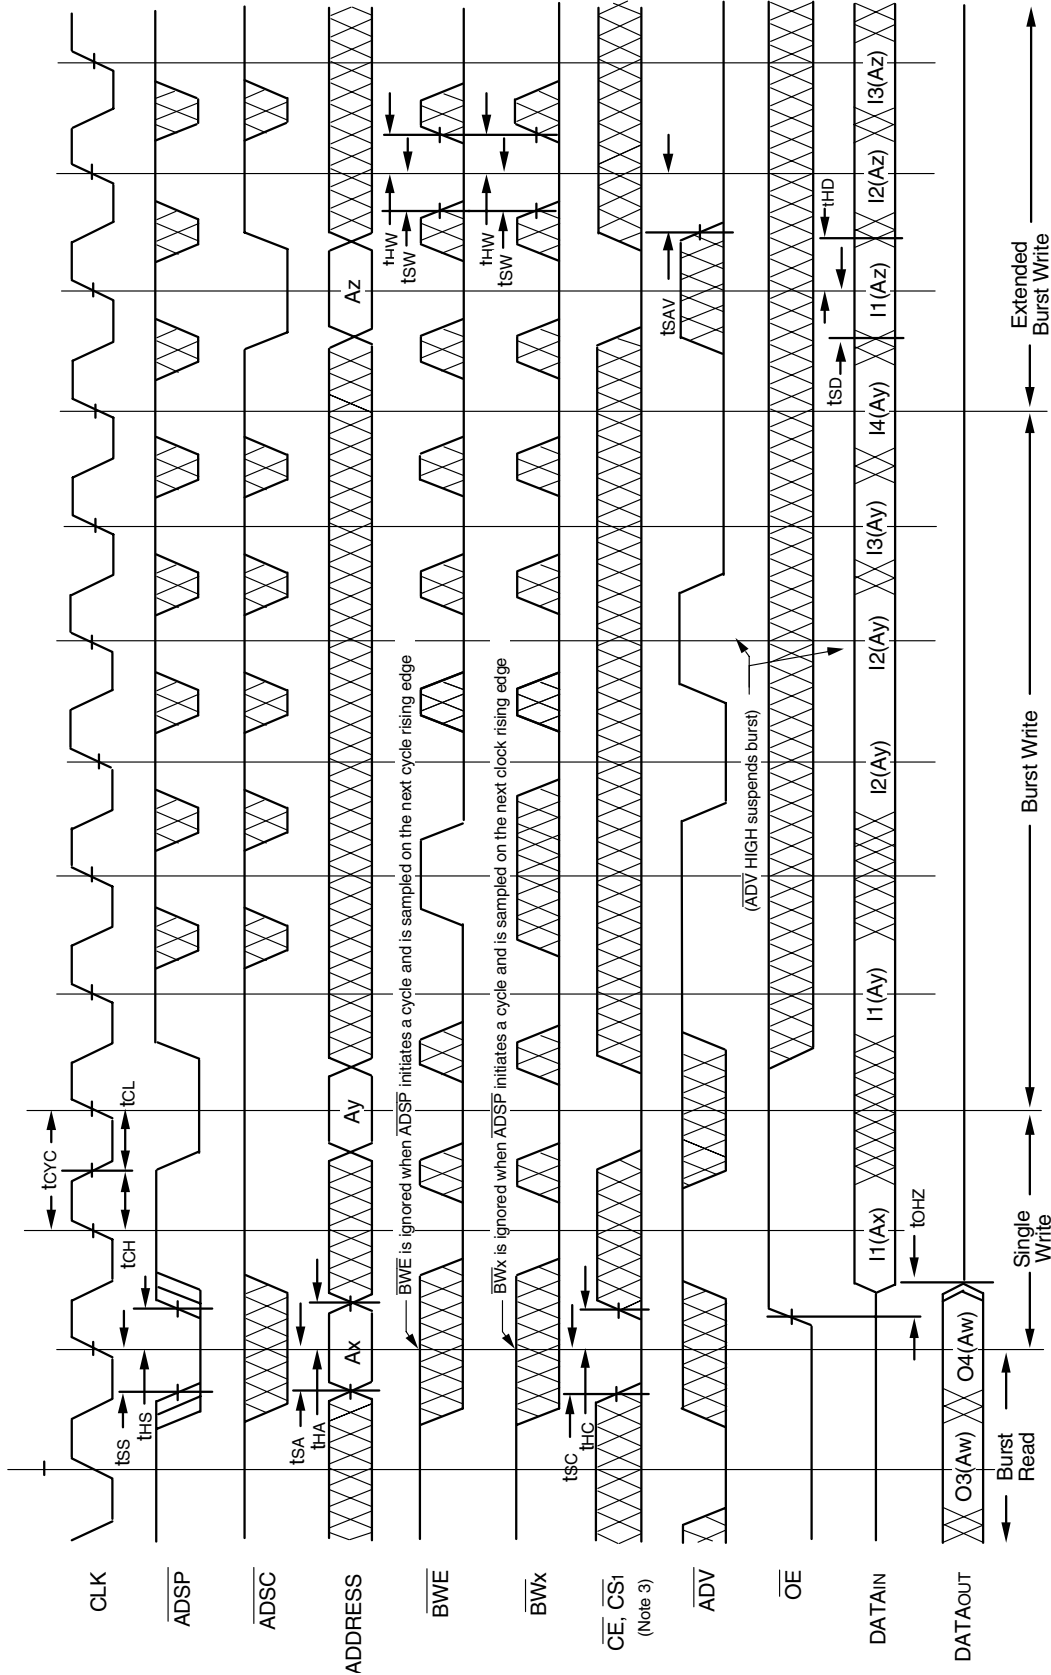 CLK
tCYC
tCH
tCL
ADSP
tSS
tHS
ADSC
ADDRESS
tSA
tHA
Ax
Ay
Az
BWE
BWE is ignored when ADSP initiates a cycle and is sampled on the next cycle rising edge
tHW
tSW
BWx
BWx is ignored when ADSP initiates a cycle and is sampled on the next clock rising edge
tHW
tSW
CE, CS1
(Note 3)
tSC
tHC
ADV
tSAV
(ADV HIGH suspends burst)
OE
DATAIN
I1(Ax)
I1(Ay)
I2(Ay)
I2(Ay)
I3(Ay)
I4(Ay)
I1(Az)
I2(Az)
I3(Az)
tSD
tHD
tOHZ
DATAOUT
O3(Aw)
O4(Aw)
Burst
Read
Single
Write
Burst Write
Extended
Burst Write